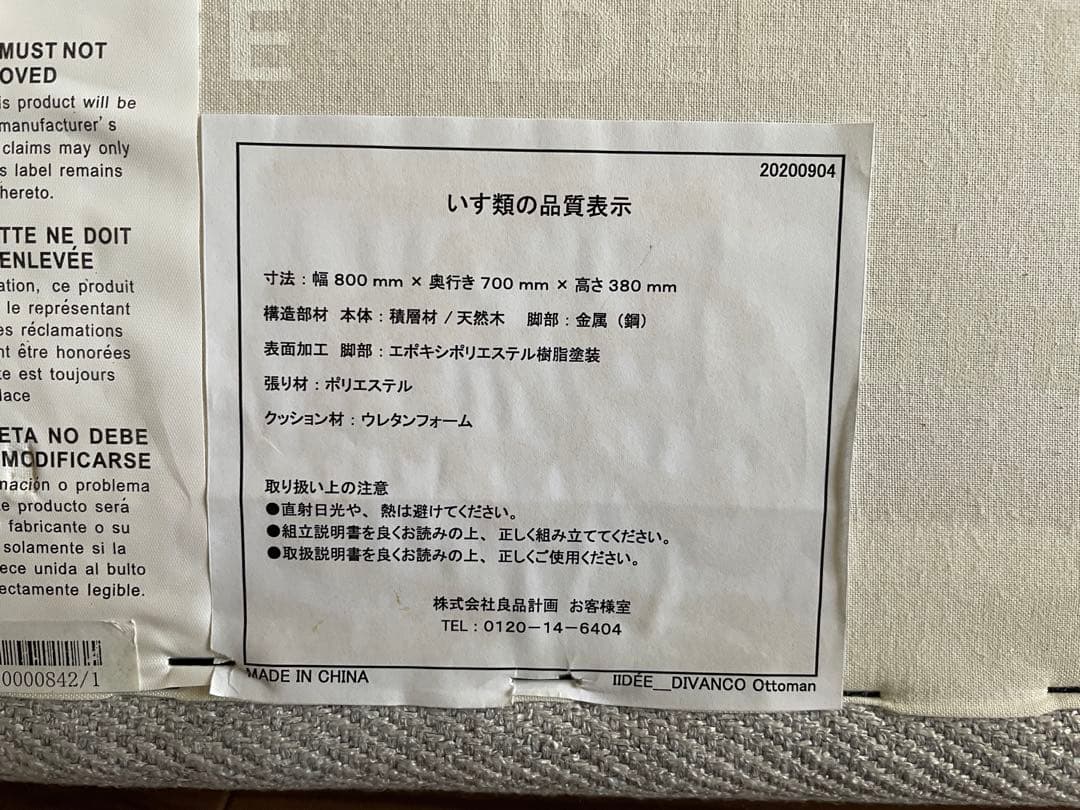 E IDÉE
MUST NOT
OVED
is product will be
manufacturer's
claims may only
s label remains
hereto.
TTE NE DOIT
ENLEVÉE
ation, ce produit
le représentant
es réclamations
nt être honorées
te est toujours
lace
ETA NO DEBE
MODIFICARSE
nación o problema
te producto será
fabricante o su
solamente si la
ece unida al bulto
ectamente legible.
0000842/1
20200904
いす類の品質表示
寸法:幅 800 mm × 奥行き 700 mm × 高さ 380 mm
構造部材 本体:積層材 / 天然木 脚部:金属(鋼)
表面加工 脚部:エポキシポリエステル樹脂塗装
張り材:ポリエステル
クッション材:ウレタンフォーム
取り扱い上の注意
●直射日光や、熱は避けてください。
●組立説明書を良くお読みの上、正しく組み立ててください。
●取扱説明書を良くお読みの上、正しくご使用ください。
株式会社良品計画 お客様室
TEL:0120-14-6404
MADE IN CHINA
IIDÉE__DIVANCO Ottoman